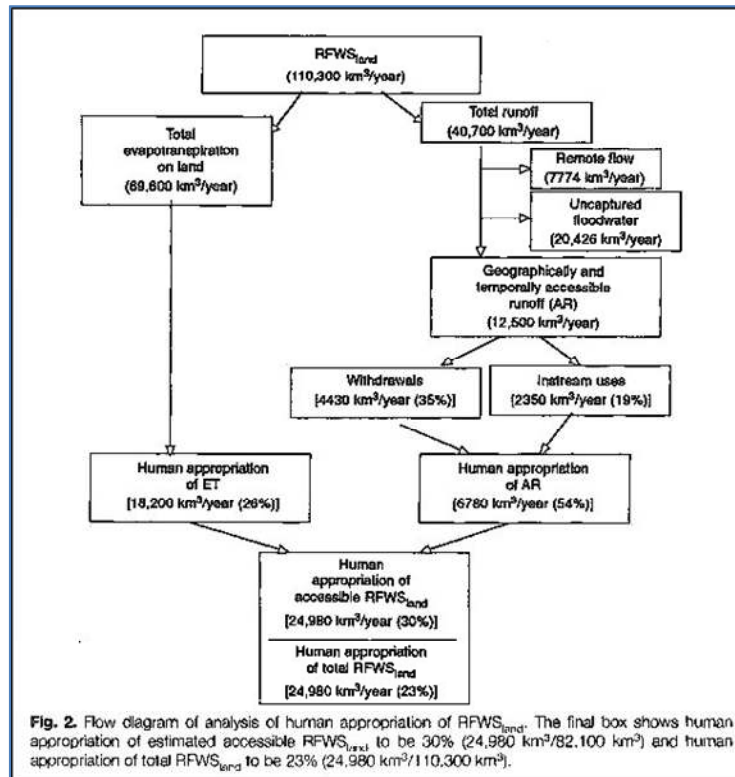 RFWS_land
(110,300 km³/year)
Total
evapotranspiration
on land
(69,600 km³/year)
Total runoff
(40,700 km³/year)
Remote flow
(7774 km³/year)
Uncaptured
floodwater
(20,426 km³/year)
Geographically and
temporally accessible
runoff (AR)
(12,500 km³/year)
Withdrawals
[4430 km³/year (35%)]
Instream uses
[2350 km³/year (19%)]
Human appropriation
of ET
[18,200 km³/year (26%)]
Human appropriation
of AR
(6780 km³/year (54%)]
Human
appropriation of
accessible RFWS_land
[24,980 km³/year (30%)]
Human appropriation
of total RFWS_land
[24,980 km³/year (23%)]
Fig. 2. Flow diagram of analysis of human appropriation of RFWS_land. The final box shows human
appropriation of estimated accessible RFWS_land to be 30% (24,980 km³/82,100 km³) and human
appropriation of total RFWS_land to be 23% (24,980 km³/110,300 km³).